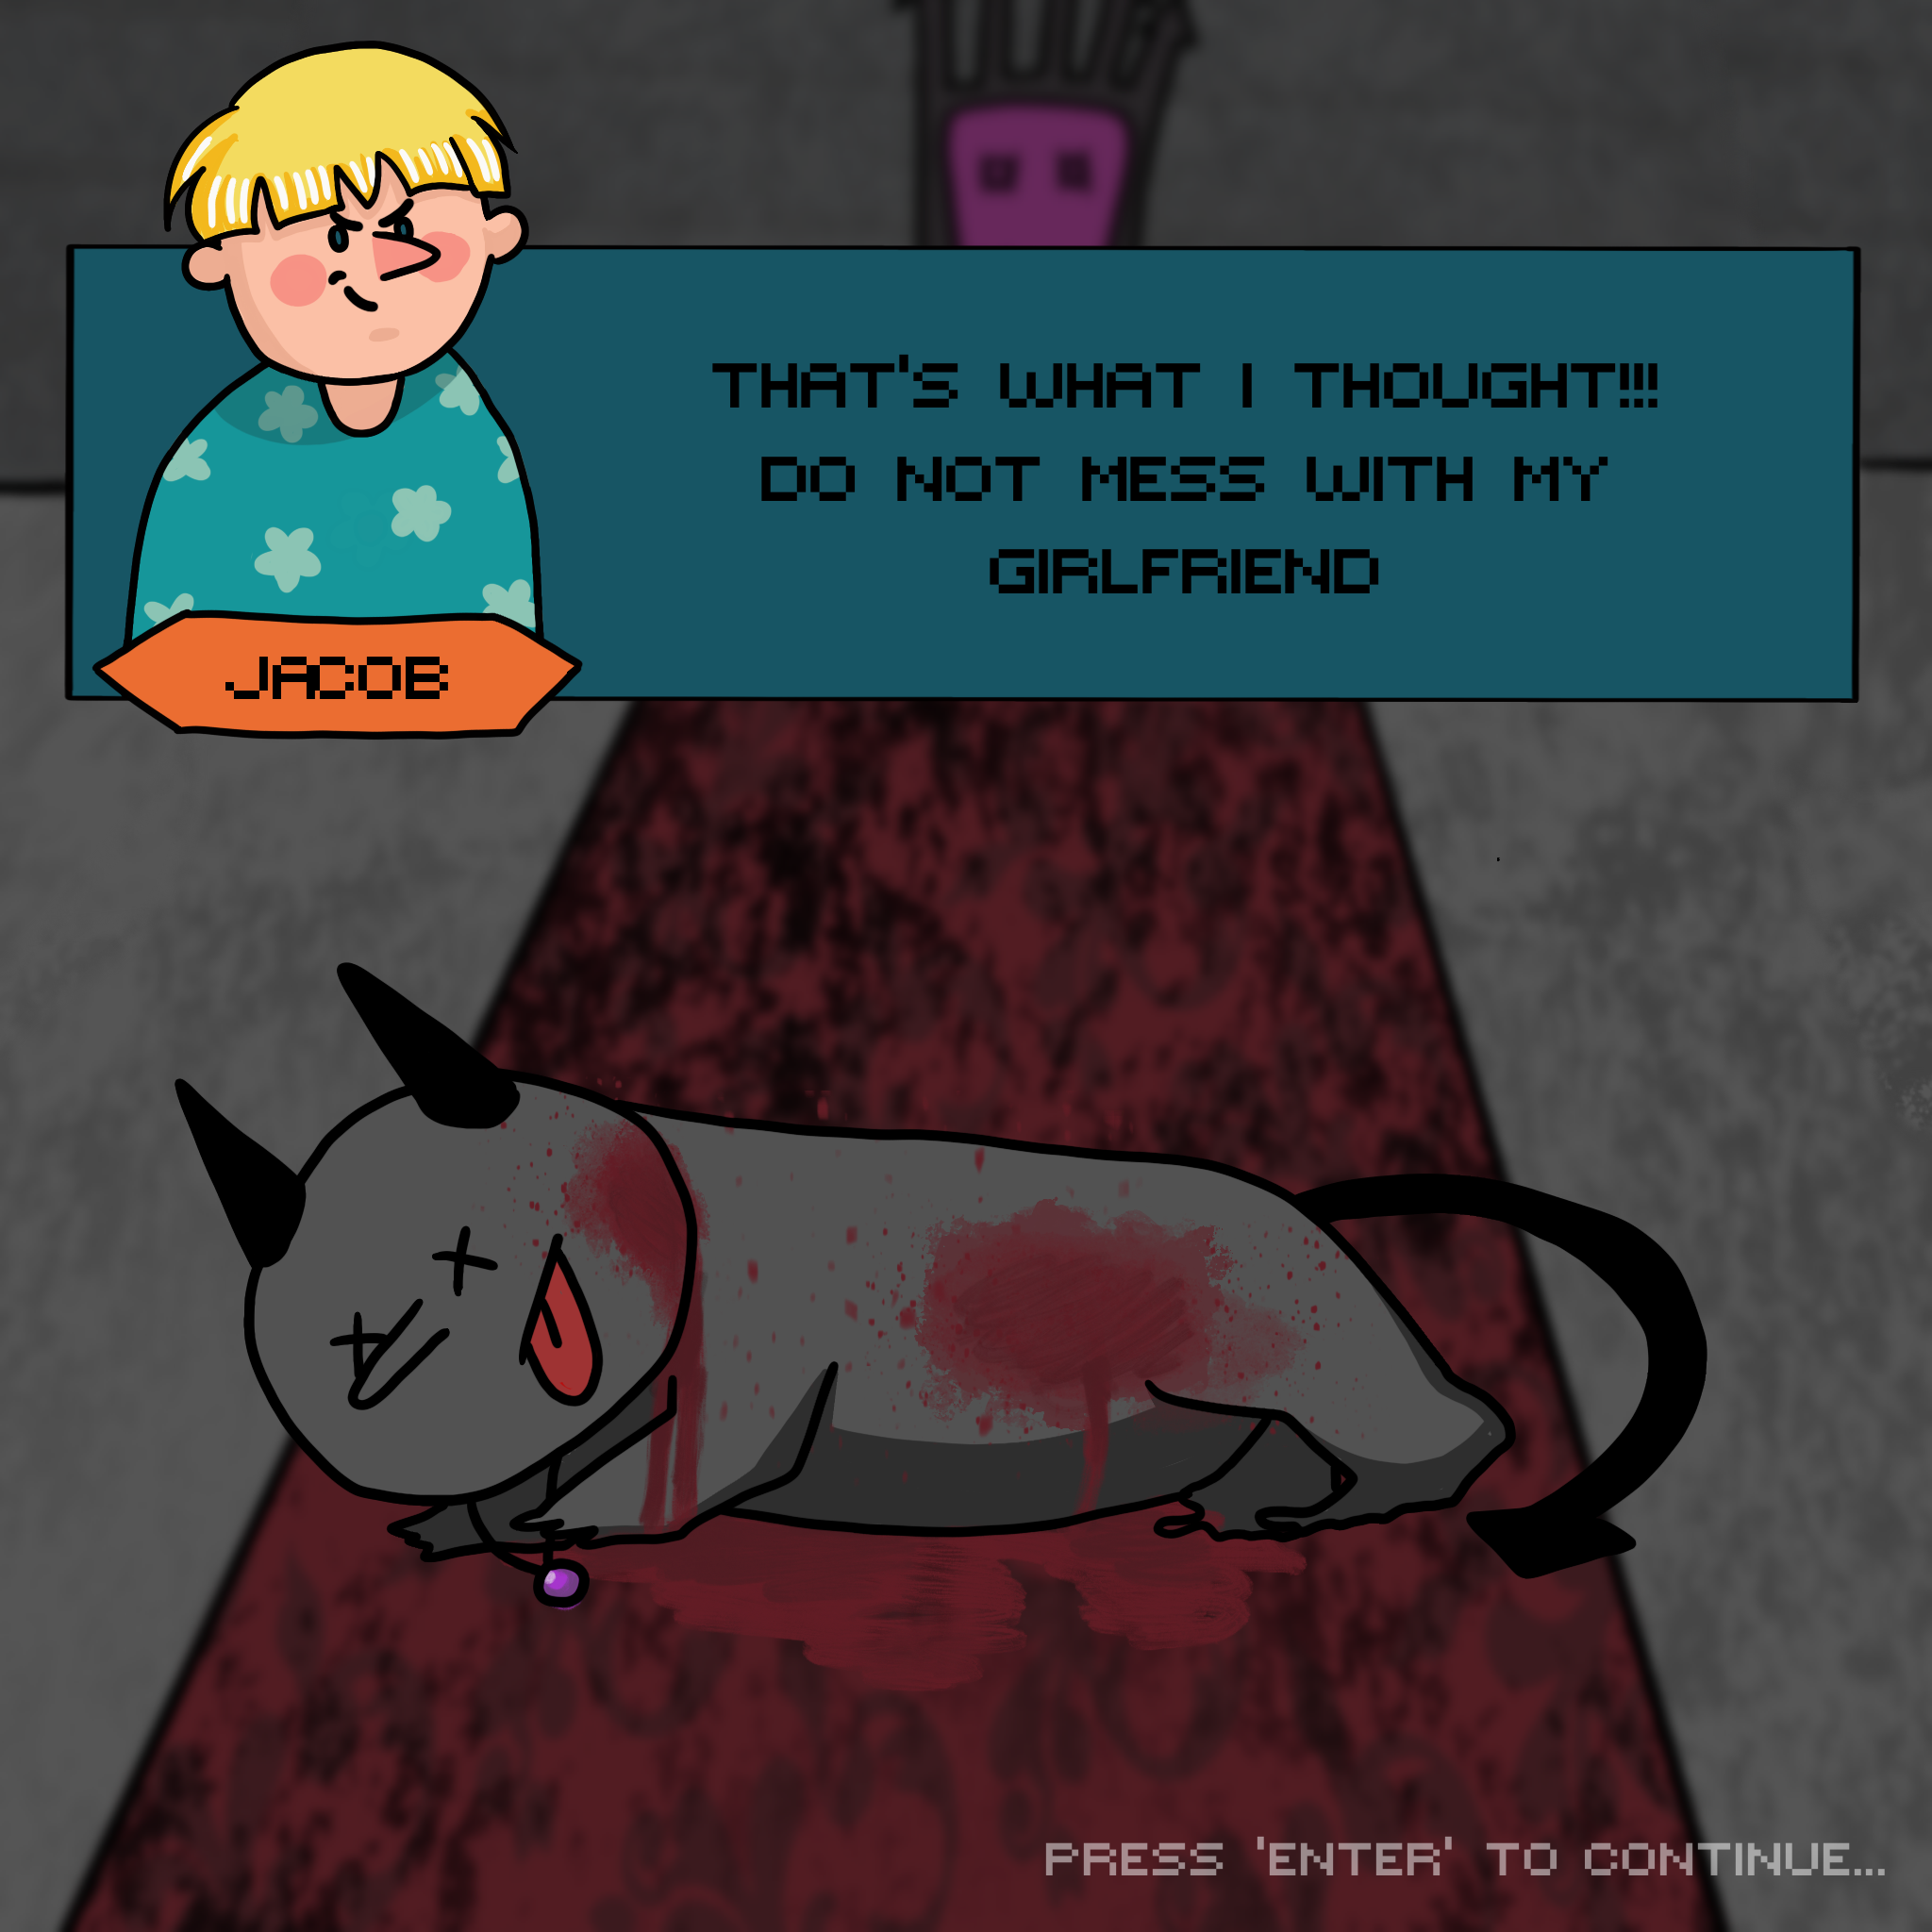 THAT'S WHAT I THOUGHT!!!
DO NOT MESS WITH MY
GIRLFRIEND
JACOB
PRESS 'ENTER' TO CONTINUE...